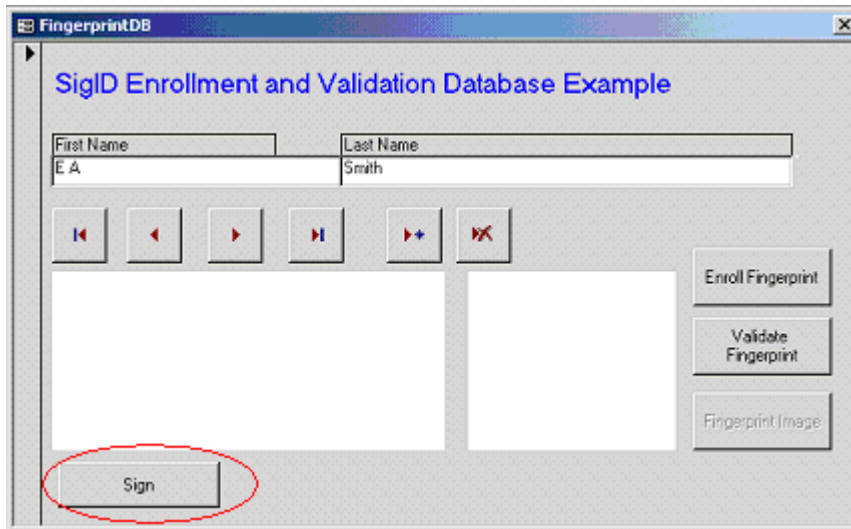 FingerprintDB
SigID Enrollment and Validation Database Example
First Name
Last Name
E A
Smith
Enroll Fingerprint
Validate
Fingerprint
Fingerprint Image
Sign